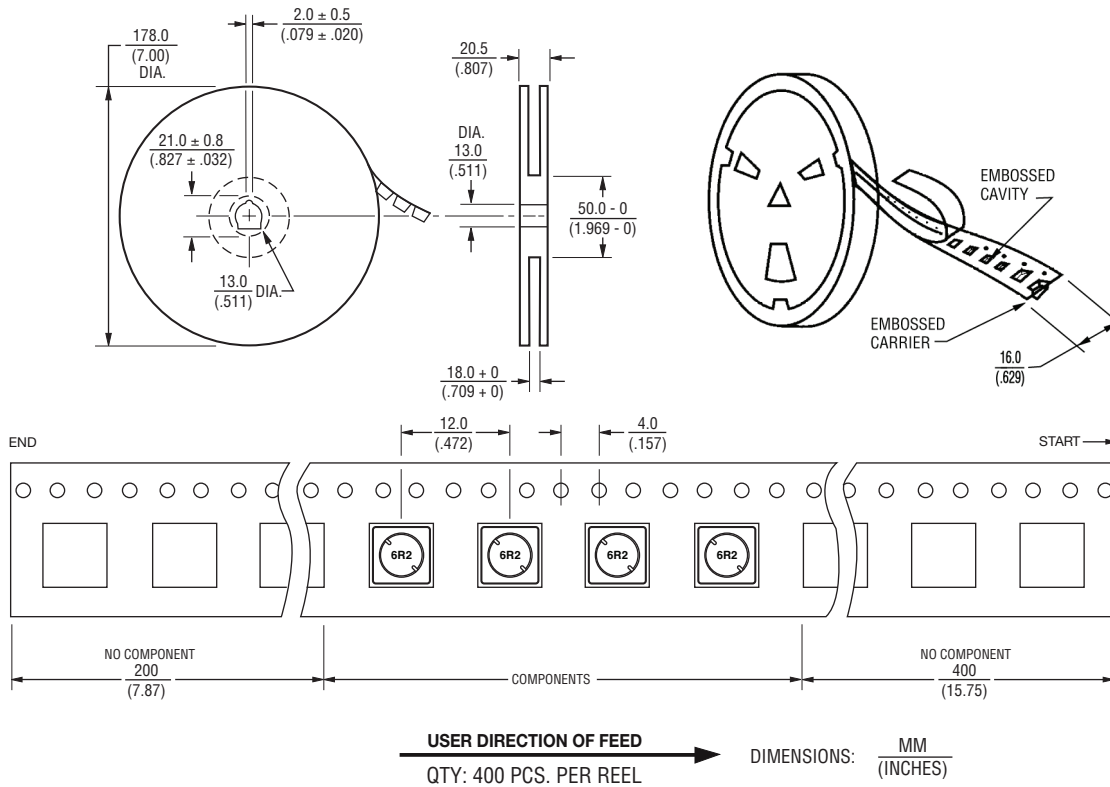 2.0 ± 0.5
(.079 ± .020)
178.0
(7.00)
DIA.
20.5
(.807)
21.0 ± 0.8
(.827 ± .032)
DIA.
13.0
(.511)
EMBOSSED
CAVITY
50.0 - 0
(1.969 - 0)
13.0
(.511)
DIA.
EMBOSSED
CARRIER
16.0
(.629)
18.0 + 0
(.709 + 0)
12.0
(.472)
4.0
(.157)
END
START
6R2
6R2
6R2
6R2
NO COMPONENT
200
(7.87)
COMPONENTS
NO COMPONENT
400
(15.75)
USER DIRECTION OF FEED
QTY: 400 PCS. PER REEL
DIMENSIONS:
MM
(INCHES)